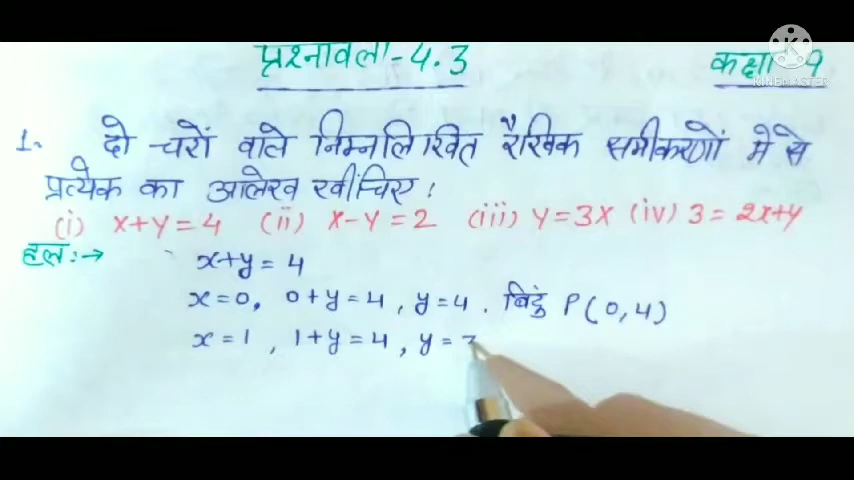 प्रश्नावली-4.3 कक्षा 9
KINEMASTER
1. दो चरों वाले निम्नलिखित रैखिक समीकरणों मे से
प्रत्येक का आलेख खींचिए!
(i) x+y=4 (ii) x-y=2 (iii) y=3x (iv) 3=2x+y
हल:→
x+y=4
x=0, 0+y=4, y=4. बिंदु P(0,4)
x=1, 1+y=4, y=